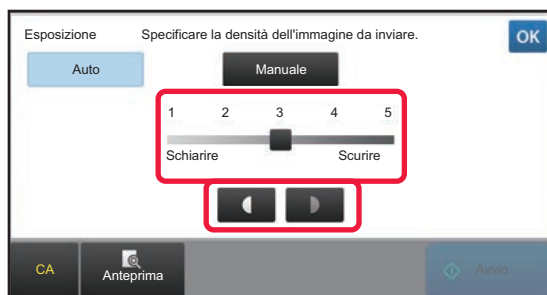 Esposizione Specificare la densità dell'immagine da inviare. OK
Auto Manuale
1 2 3 4 5
Schiarire Scurire
CA Anteprima Avvio